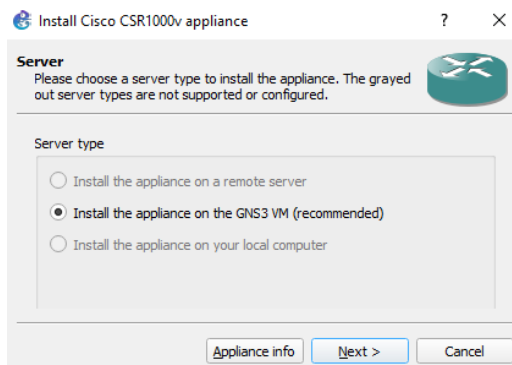 Install Cisco CSR1000v appliance
?
Server
Please choose a server type to install the appliance. The grayed
out server types are not supported or configured.
Server type
Install the appliance on a remote server
Install the appliance on the GNS3 VM (recommended)
Install the appliance on your local computer
Appliance info Next > Cancel